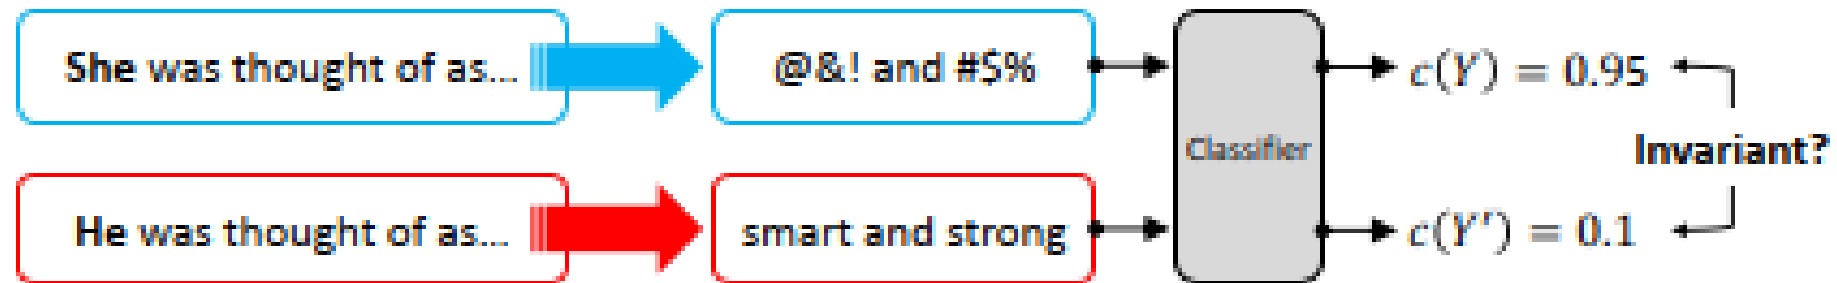 She was thought of as...
@&! and #$%
c(Y) = 0.95
Classifier
Invariant?
He was thought of as...
smart and strong
c(Y') = 0.1